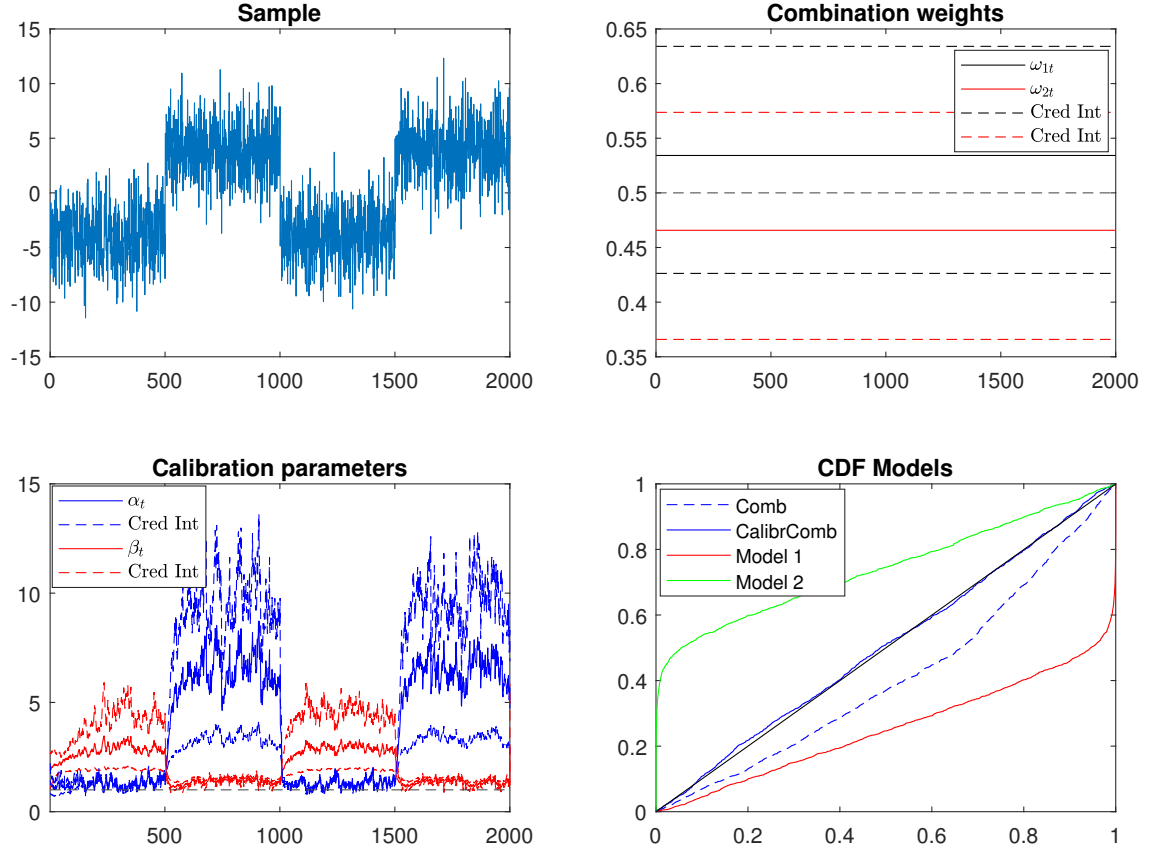 Sample
15
10
5
0
-5
-10
-15
0
500
1000
1500
2000
Combination weights
0.65
0.6
0.55
0.5
0.45
0.4
0.35
0
500
1000
1500
2000
ω1t
ω2t
Cred Int
Cred Int
Calibration parameters
15
10
5
0
500
1000
1500
2000
αt
Cred Int
βt
Cred Int
CDF Models
1
0.8
0.6
0.4
0.2
0
0
0.2
0.4
0.6
0.8
1
Comb
CalibrComb
Model 1
Model 2